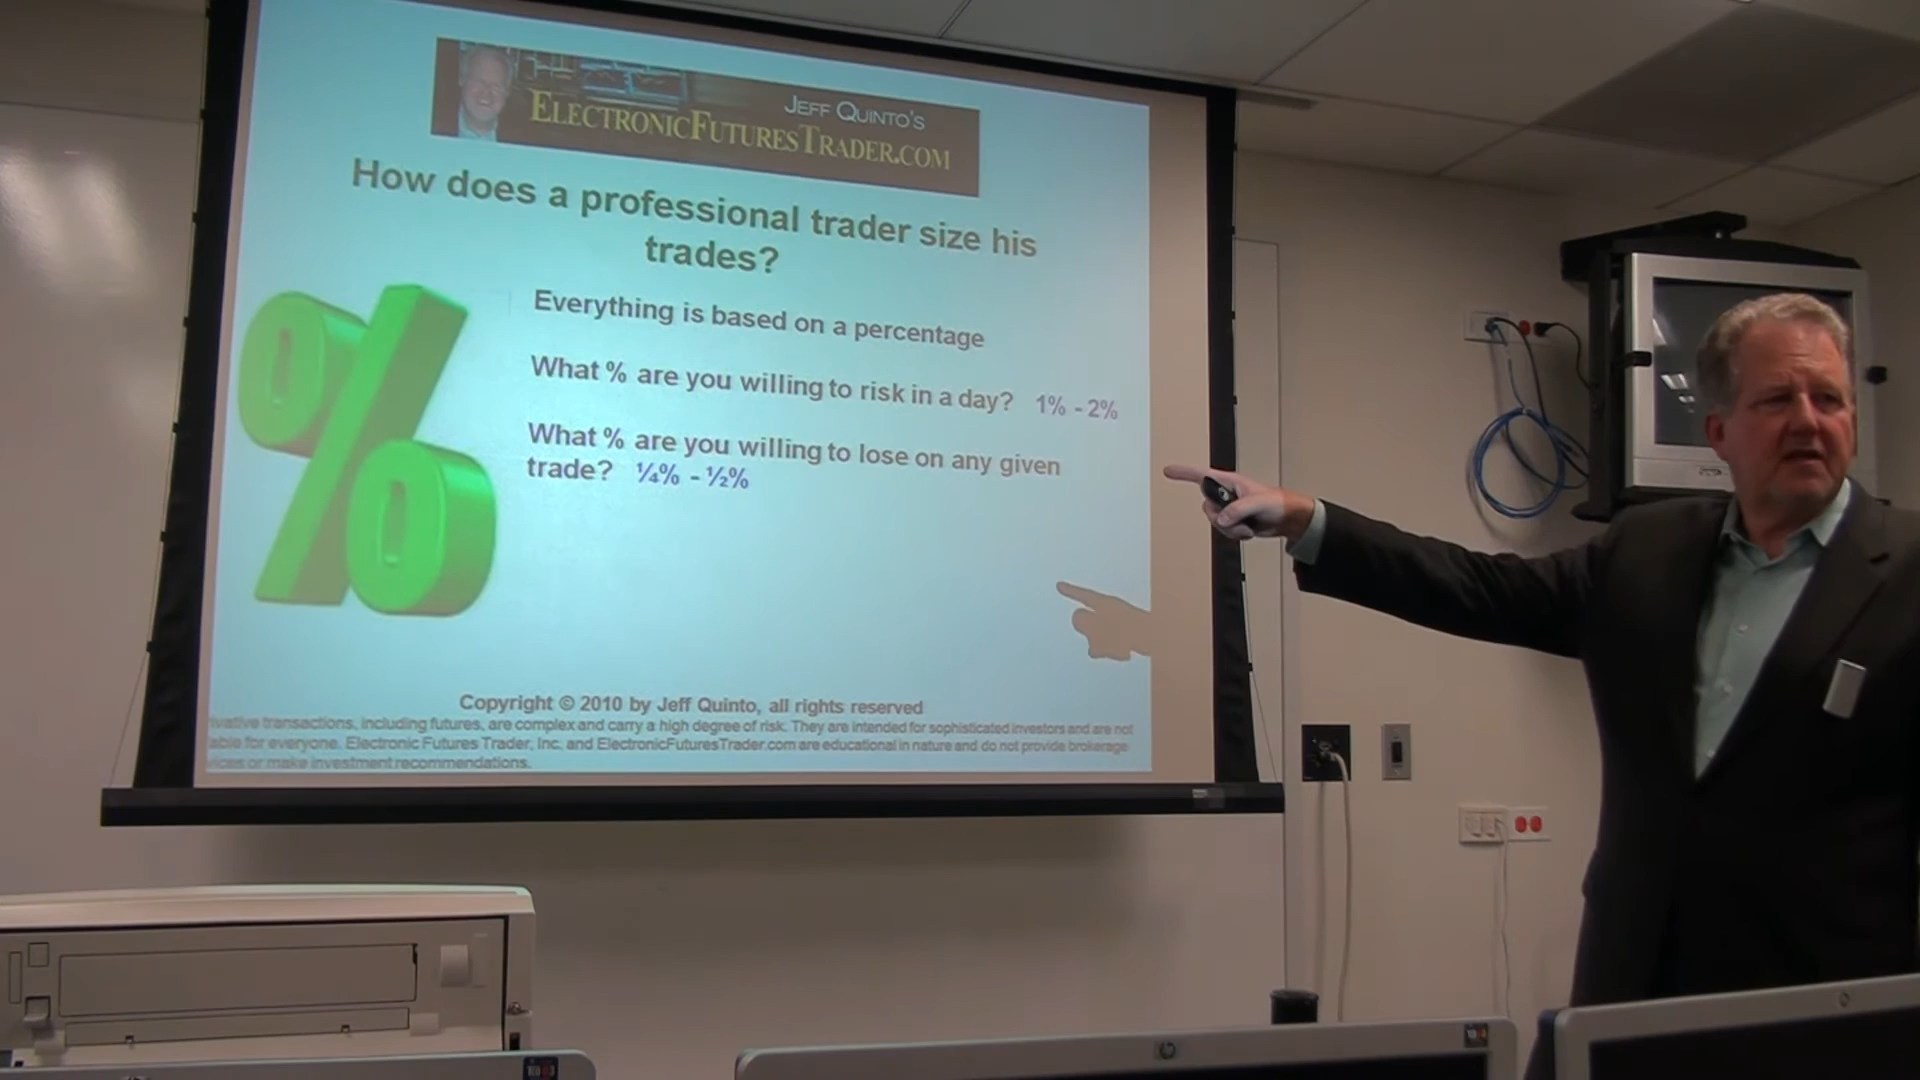 JEFF QUINTO'S
ELECTRONICFUTURESTRADER.COM
How does a professional trader size his
trades?
Everything is based on a percentage
What % are you willing to risk in a day? 1% - 2%
What % are you willing to lose on any given
trade? ¼% - ½%
Copyright © 2010 by Jeff Quinto, all rights reserved
ivative transactions, including futures, are complex and carry a high degree of risk. They are intended for sophisticated investors and are not
able for everyone. Electronic Futures Trader, Inc. and ElectronicFuturesTrader.com are educational in nature and do not provide brokerage
vices or make investment recommendations.
hp